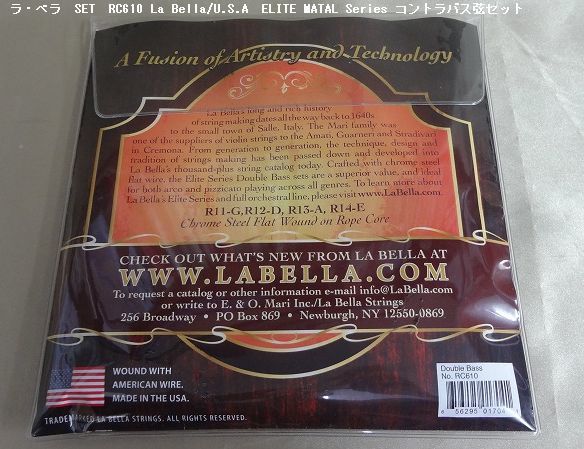 ラ・ベラ SET RC610 La Bella/U.S.A ELITE MATAL Series コントラバス弦セット
A Fusion of Artistry and Technology
La Bella's long and rich history
of string making dates all the way back to 1640s
to the small town of Salle, Italy. The Mari family was
one of the suppliers of violin strings to the Amati, Guarneri and Stradivari
in Cremona. From generation to generation, the technique, design and
tradition of strings making has been passed down and developed into
La Bella's thousand-plus string catalog today. Crafted with chrome steel
flat wire, the Elite Series Double Bass sets are a superior value, and ideal
for both arco and pizzicato playing across all genres. To learn more about
La Bella's Elite Series and full orchestral line, please visit www.LaBella.com.
R11-G, R12-D, R13-A, R14-E
Chrome Steel Flat Wound on Rope Core
CHECK OUT WHAT'S NEW FROM LA BELLA AT
WWW.LABELLA.COM
To request a catalog or other information e-mail info@LaBella.com
or write to E. & O. Mari Inc./La Bella Strings
256 Broadway • PO Box 869 • Newburgh, NY 12550-0869
WOUND WITH
AMERICAN WIRE.
MADE IN THE USA.
TRADEMARKED LA BELLA STRINGS. ALL RIGHTS RESERVED.
Double Bass
No. RC610
6 56295 01704